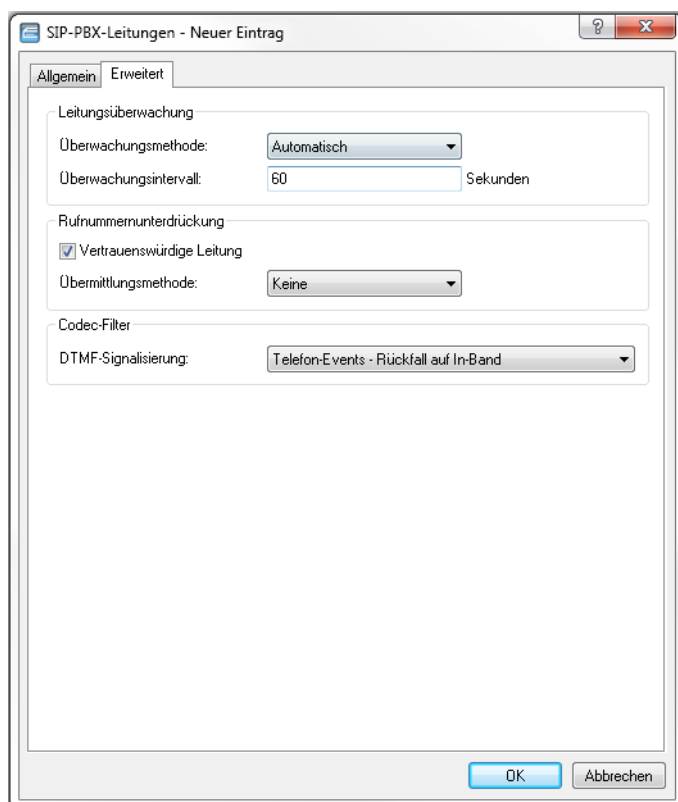 SIP-PBX-Leitungen - Neuer Eintrag
Allgemein Erweitert
Leitungsüberwachung
Überwachungsmethode: Automatisch
Überwachungsintervall: 60 Sekunden
Rufnummernunterdrückung
Vertrauenswürdige Leitung
Übermittlungsmethode: Keine
Codec-Filter
DTMF-Signalisierung: Telefon-Events - Rückfall auf In-Band
OK Abbrechen